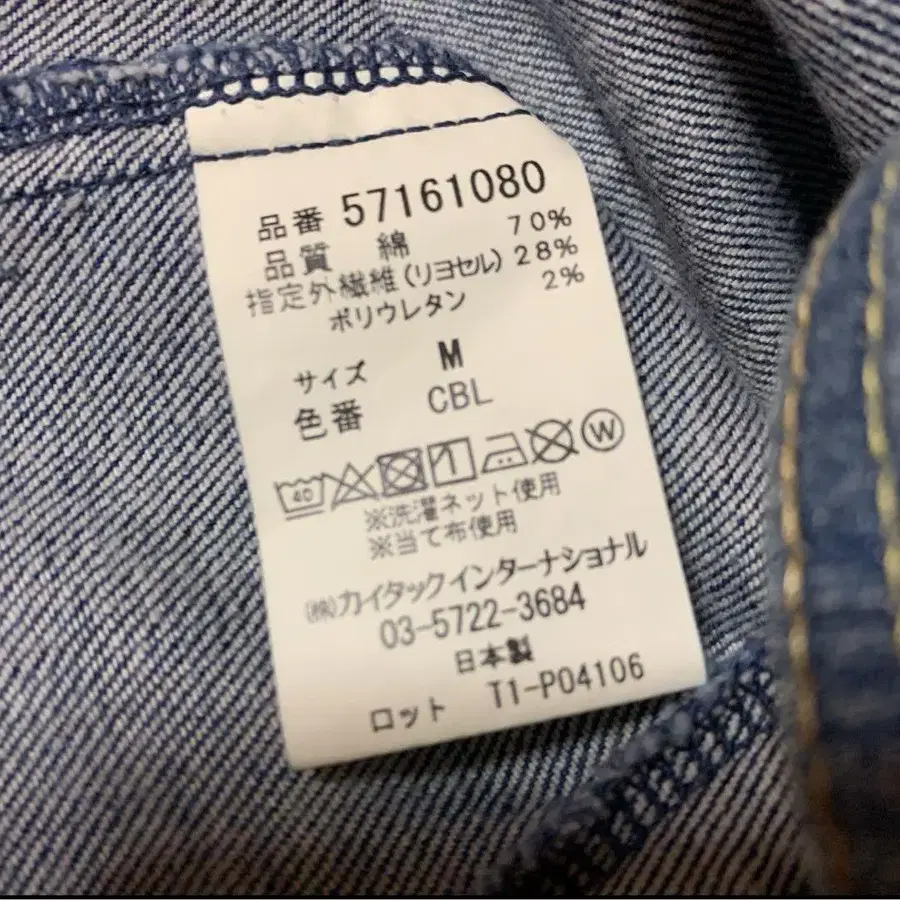 品番 57161080
品質 綿 70%
指定外繊維(リヨセル) 28%
ポリウレタン 2%
サイズ M
色番 CBL
40 W
※洗濯ネット使用
※当て布使用
㈱カイタックインターナショナル
03-5722-3684
日本製
ロット T1-P04106